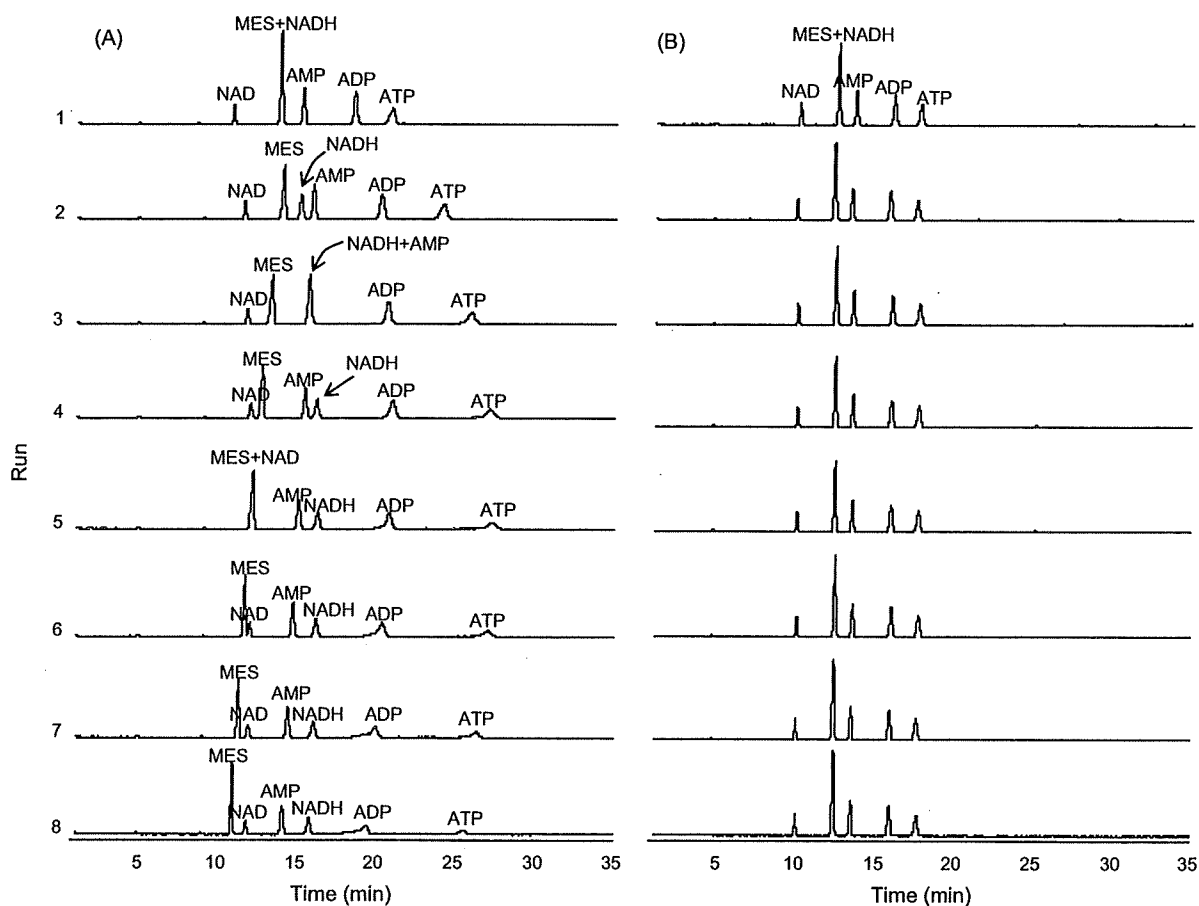 (A)
MES+NADH
NAD
AMP
ADP
ATP
1
MES
NADH
NAD
AMP
ADP
ATP
2
NADH+AMP
MES
NAD
ADP
ATP
3
MES
NADH
NAD
AMP
ADP
ATP
4
MES+NAD
AMP
NADH
ADP
ATP
5
MES
NAD
AMP
NADH
ADP
ATP
6
MES
NAD
AMP
NADH
ADP
ATP
7
MES
NAD
AMP
NADH
ADP
ATP
8
Run
5 10 15 20 25 30 35
Time (min)
(B)
MES+NADH
NAD
AMP
ADP
ATP
5 10 15 20 25 30 35
Time (min)